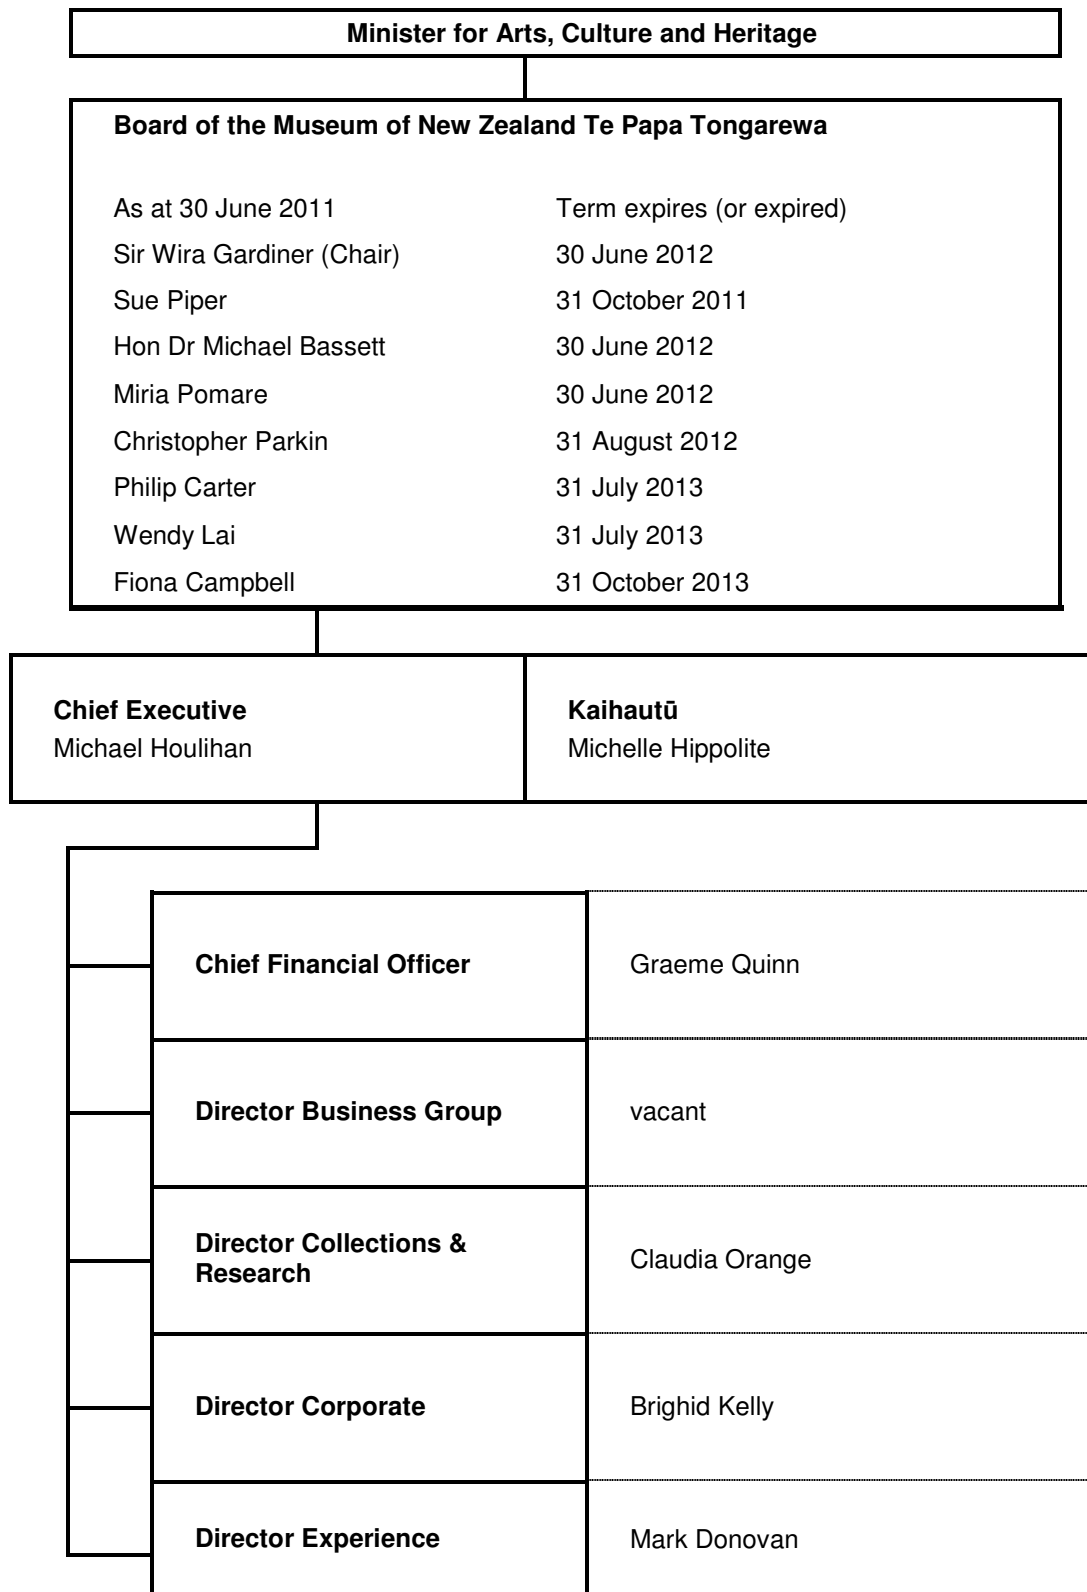 Minister for Arts, Culture and Heritage
Board of the Museum of New Zealand Te Papa Tongarewa
As at 30 June 2011 Term expires (or expired)
Sir Wira Gardiner (Chair) 30 June 2012
Sue Piper 31 October 2011
Hon Dr Michael Bassett 30 June 2012
Miria Pomare 30 June 2012
Christopher Parkin 31 August 2012
Philip Carter 31 July 2013
Wendy Lai 31 July 2013
Fiona Campbell 31 October 2013
Chief Executive
Michael Houlihan
Kaihautū
Michelle Hippolite
Chief Financial Officer Graeme Quinn
Director Business Group vacant
Director Collections &
Research
Claudia Orange
Director Corporate Brighid Kelly
Director Experience Mark Donovan